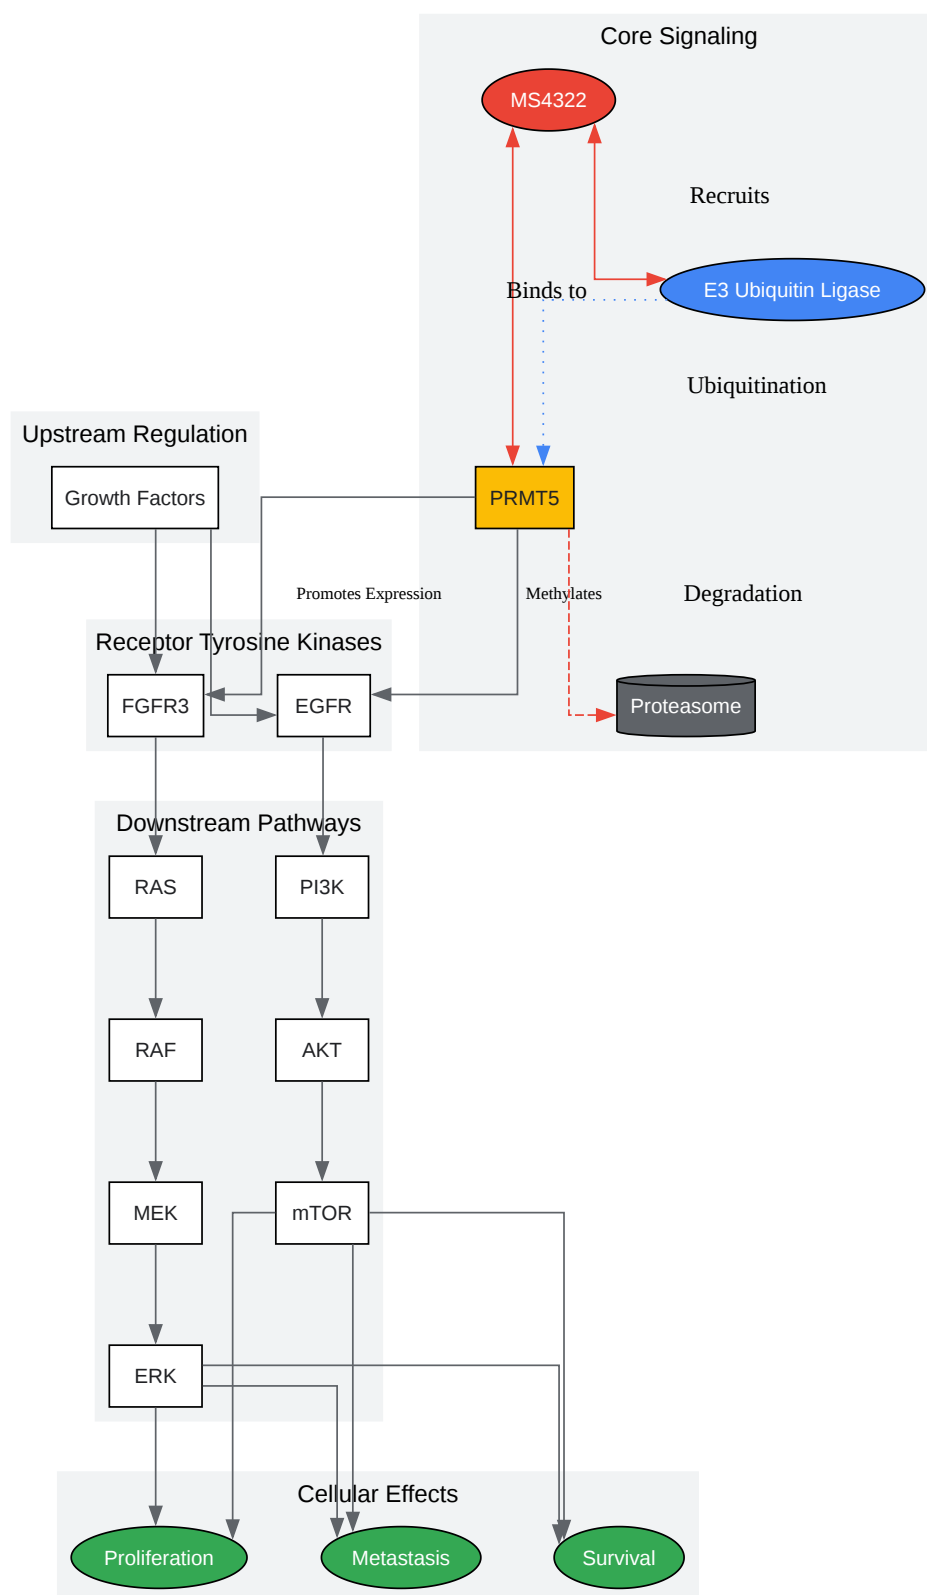 Core Signaling
MS4322
Recruits
Binds to
E3 Ubiquitin Ligase
Ubiquitination
Upstream Regulation
Growth Factors
PRMT5
Promotes Expression
Methylates
Degradation
Receptor Tyrosine Kinases
FGFR3
EGFR
Proteasome
Downstream Pathways
RAS
PI3K
RAF
AKT
MEK
mTOR
ERK
Cellular Effects
Proliferation
Metastasis
Survival